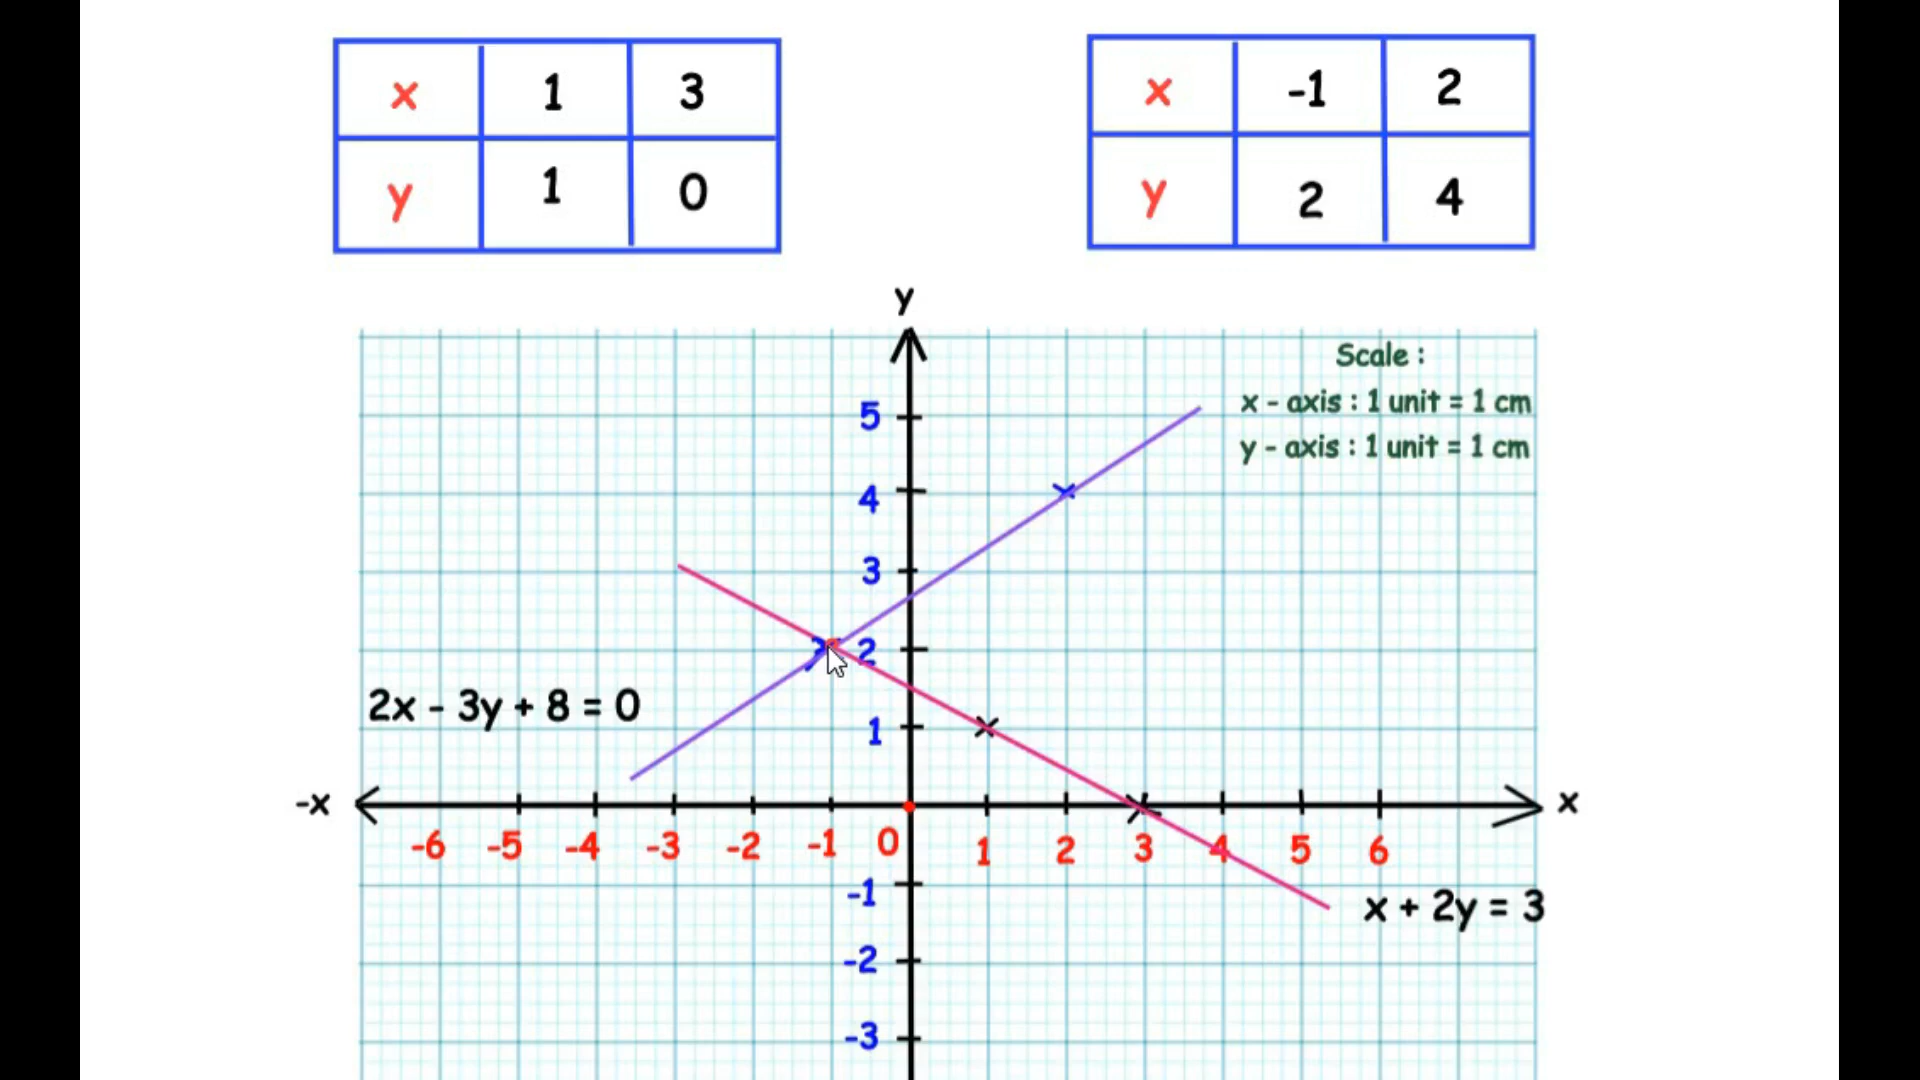 x 1 3
y 1 0
x -1 2
y 2 4
y
Scale :
x - axis : 1 unit = 1 cm
y - axis : 1 unit = 1 cm
5
4
3
2
2x - 3y + 8 = 0
1
-x x
-6 -5 -4 -3 -2 -1 0 1 2 3 4 5 6
-1
x + 2y = 3
-2
-3